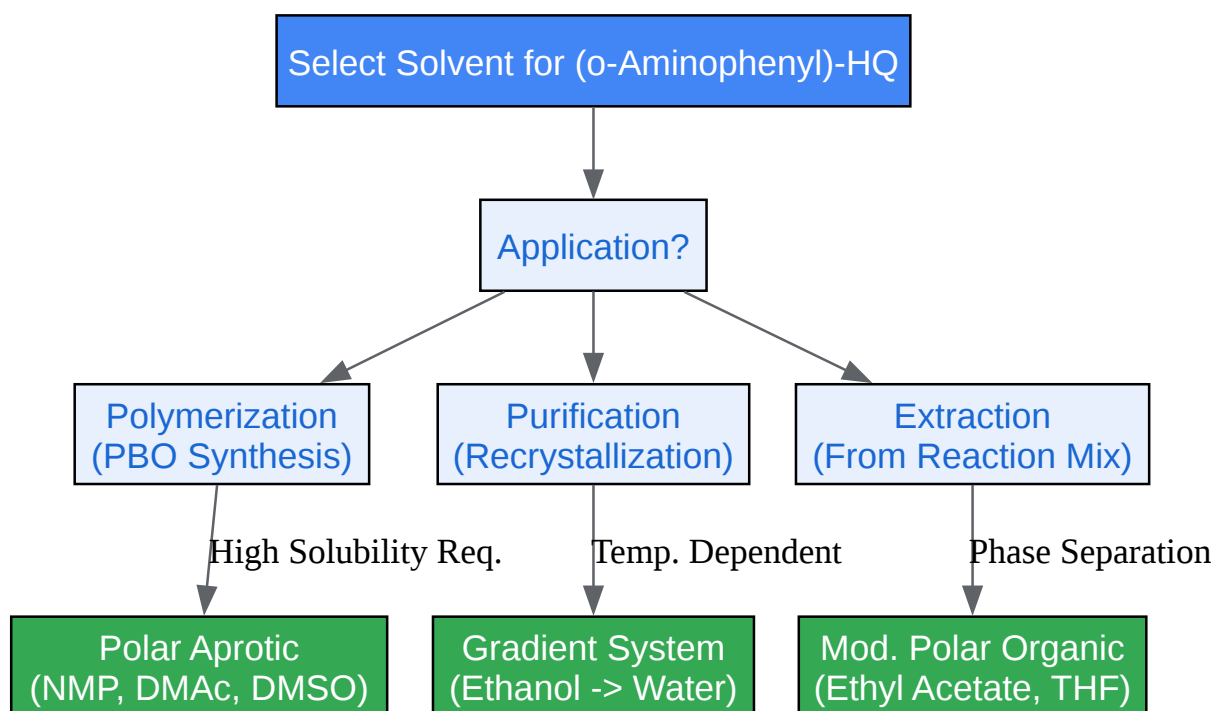 Select Solvent for (o-Aminophenyl)-HQ
Application?
Polymerization
(PBO Synthesis)
Purification
(Recrystallization)
Extraction
(From Reaction Mix)
High Solubility Req.
Temp. Dependent
Phase Separation
Polar Aprotic
(NMP, DMAc, DMSO)
Gradient System
(Ethanol -> Water)
Mod. Polar Organic
(Ethyl Acetate, THF)